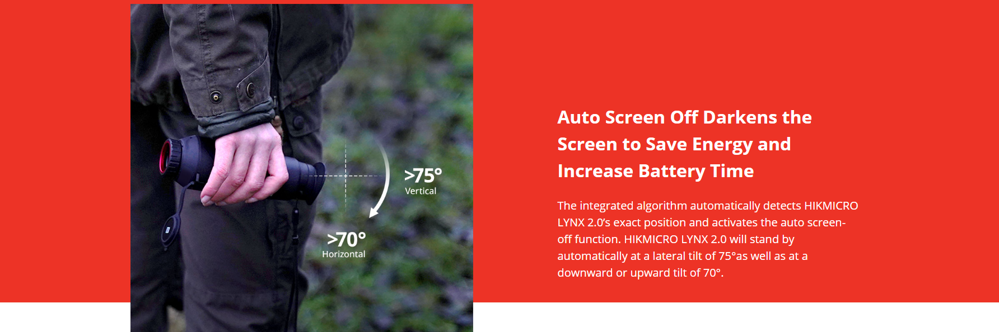 Auto Screen Off Darkens the
Screen to Save Energy and
Increase Battery Time
The integrated algorithm automatically detects HIKMICRO
LYNX 2.0’s exact position and activates the auto screen-
off function. HIKMICRO LYNX 2.0 will stand by
automatically at a lateral tilt of 75°as well as at a
downward or upward tilt of 70°.
>75°
Vertical
>70°
Horizontal